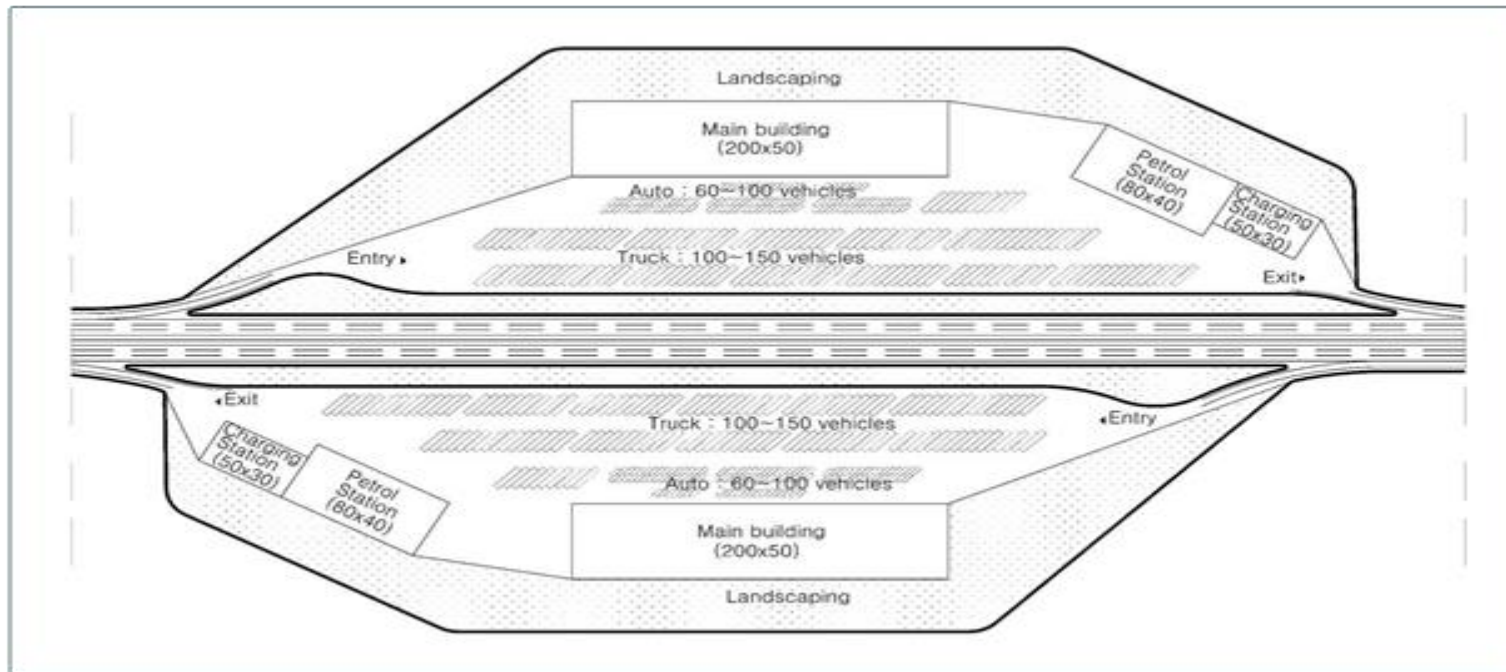 Landscaping
Main building
(200x50)
Petrol
Station
(80x40)
Auto : 60~100 vehicles
Charging
Station
(50x30)
Entry▸
Truck : 100~150 vehicles
Exit▸
◂Exit
Truck : 100~150 vehicles
◂Entry
Charging
Station
(50x30)
Petrol
Station
(80x40)
Auto : 60~100 vehicles
Main building
(200x50)
Landscaping